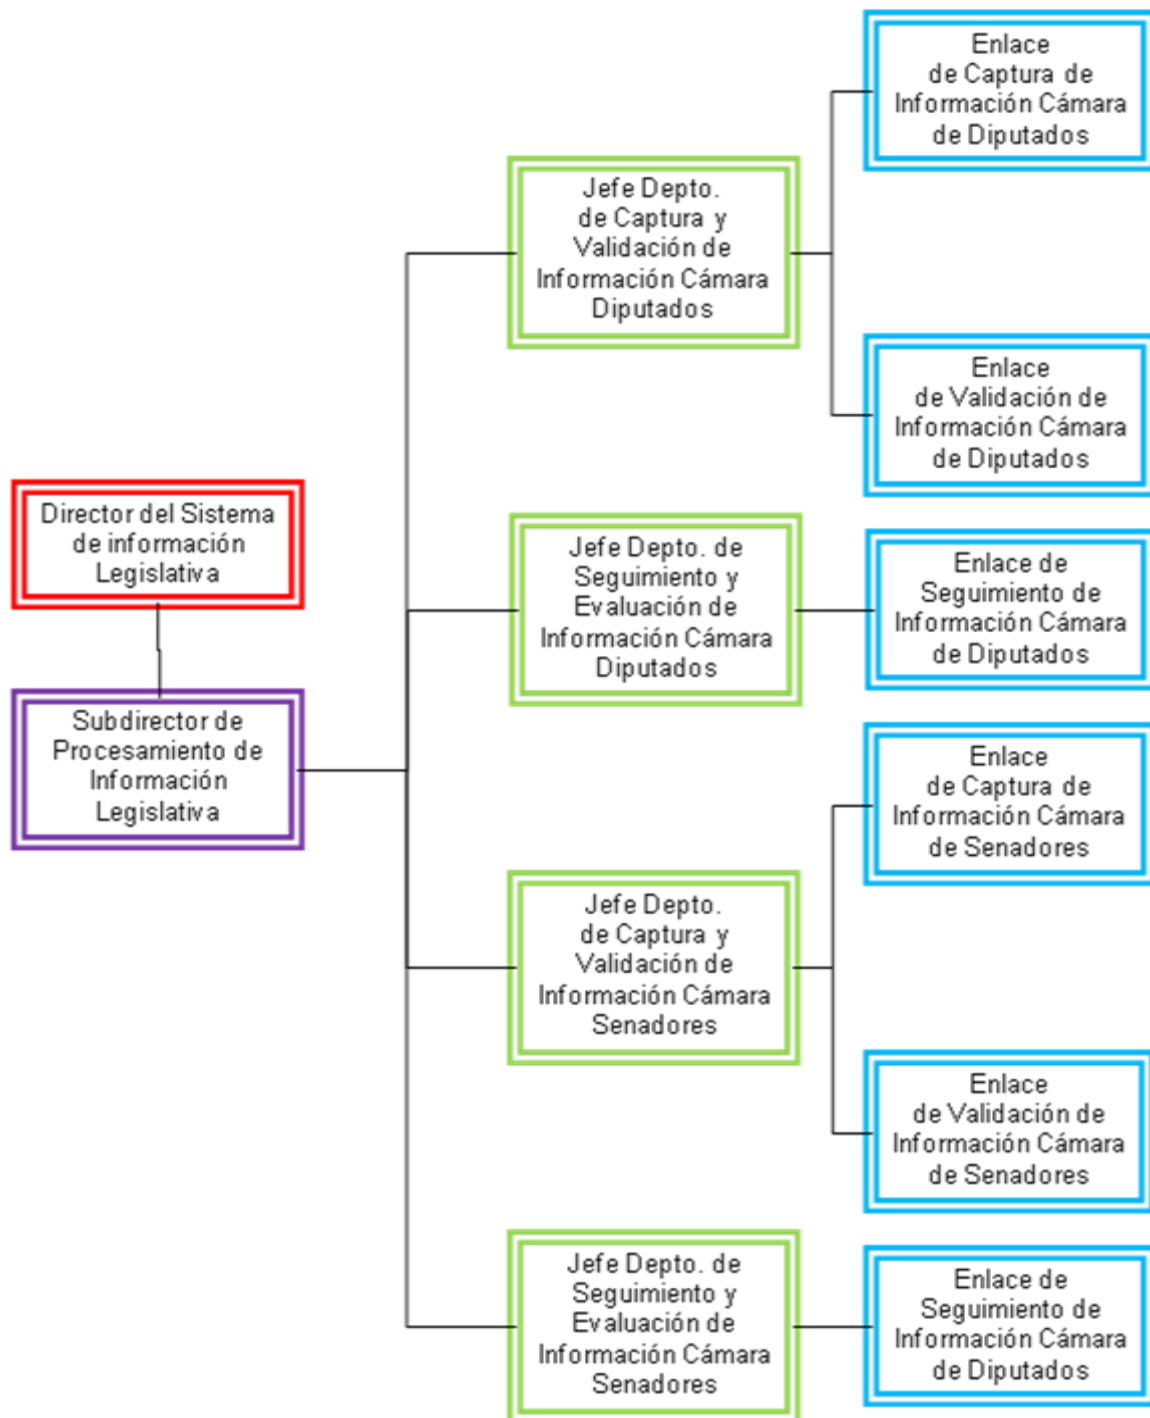 Director del Sistema
de información
Legislativa
Subdirector de
Procesamiento de
Información
Legislativa
Jefe Depto.
de Captura y
Validación de
Información Cámara
Diputados
Enlace
de Captura de
Información Cámara
de Diputados
Enlace
de Validación de
Información Cámara
de Diputados
Jefe Depto. de
Seguimiento y
Evaluación de
Información Cámara
Diputados
Enlace de
Seguimiento de
Información Cámara
de Diputados
Jefe Depto.
de Captura y
Validación de
Información Cámara
Senadores
Enlace
de Captura de
Información Cámara
de Senadores
Enlace
de Validación de
Información Cámara
de Senadores
Jefe Depto. de
Seguimiento y
Evaluación de
Información Cámara
Senadores
Enlace de
Seguimiento de
Información Cámara
de Diputados